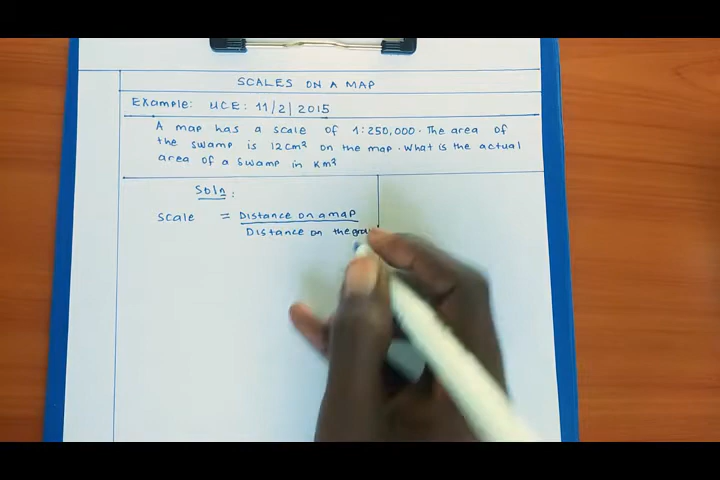 SCALES ON A MAP
Example: UCE: 11/2/2015
A map has a scale of 1:250,000. The area of
the swamp is 12cm² on the map. What is the actual
area of a swamp in Km²
Soln:
scale = Distance on a map
Distance on the